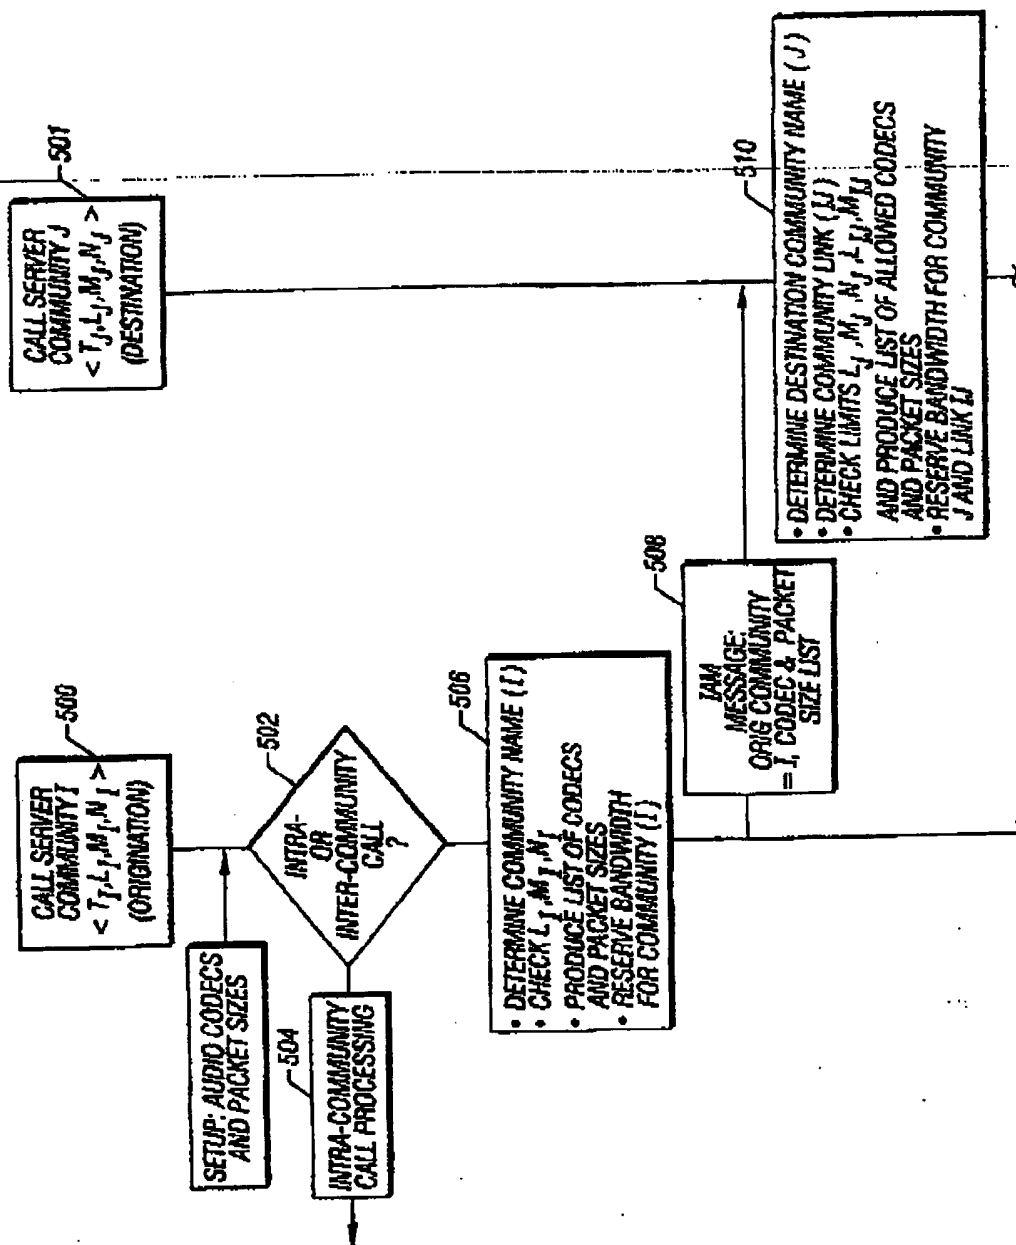 500
CALL SERVER
COMMUNITY I
< T_I, L_I, M_I, N_I >
(ORIGINATION)
501
CALL SERVER
COMMUNITY J
< T_J, L_J, M_J, N_J >
(DESTINATION)
SETUP: AUDIO CODECS
AND PACKET SIZES
502
INTRA-
OR
INTER-COMMUNITY
CALL
?
504
INTRA-COMMUNITY
CALL PROCESSING
506
• DETERMINE COMMUNITY NAME (I)
• CHECK L_I, M_I, N_I
• PRODUCE LIST OF CODECS
AND PACKET SIZES
• RESERVE BANDWIDTH
FOR COMMUNITY (I)
508
IAM
MESSAGE:
ORIG COMMUNITY
= I, CODEC & PACKET
SIZE LIST
510
• DETERMINE DESTINATION COMMUNITY NAME (J)
• DETERMINE COMMUNITY LINK (IJ)
• CHECK LIMITS L_J, M_J, N_J, L_IJ, M_IJ
AND PRODUCE LIST OF ALLOWED CODECS
AND PACKET SIZES
• RESERVE BANDWIDTH FOR COMMUNITY
J AND LINK IJ